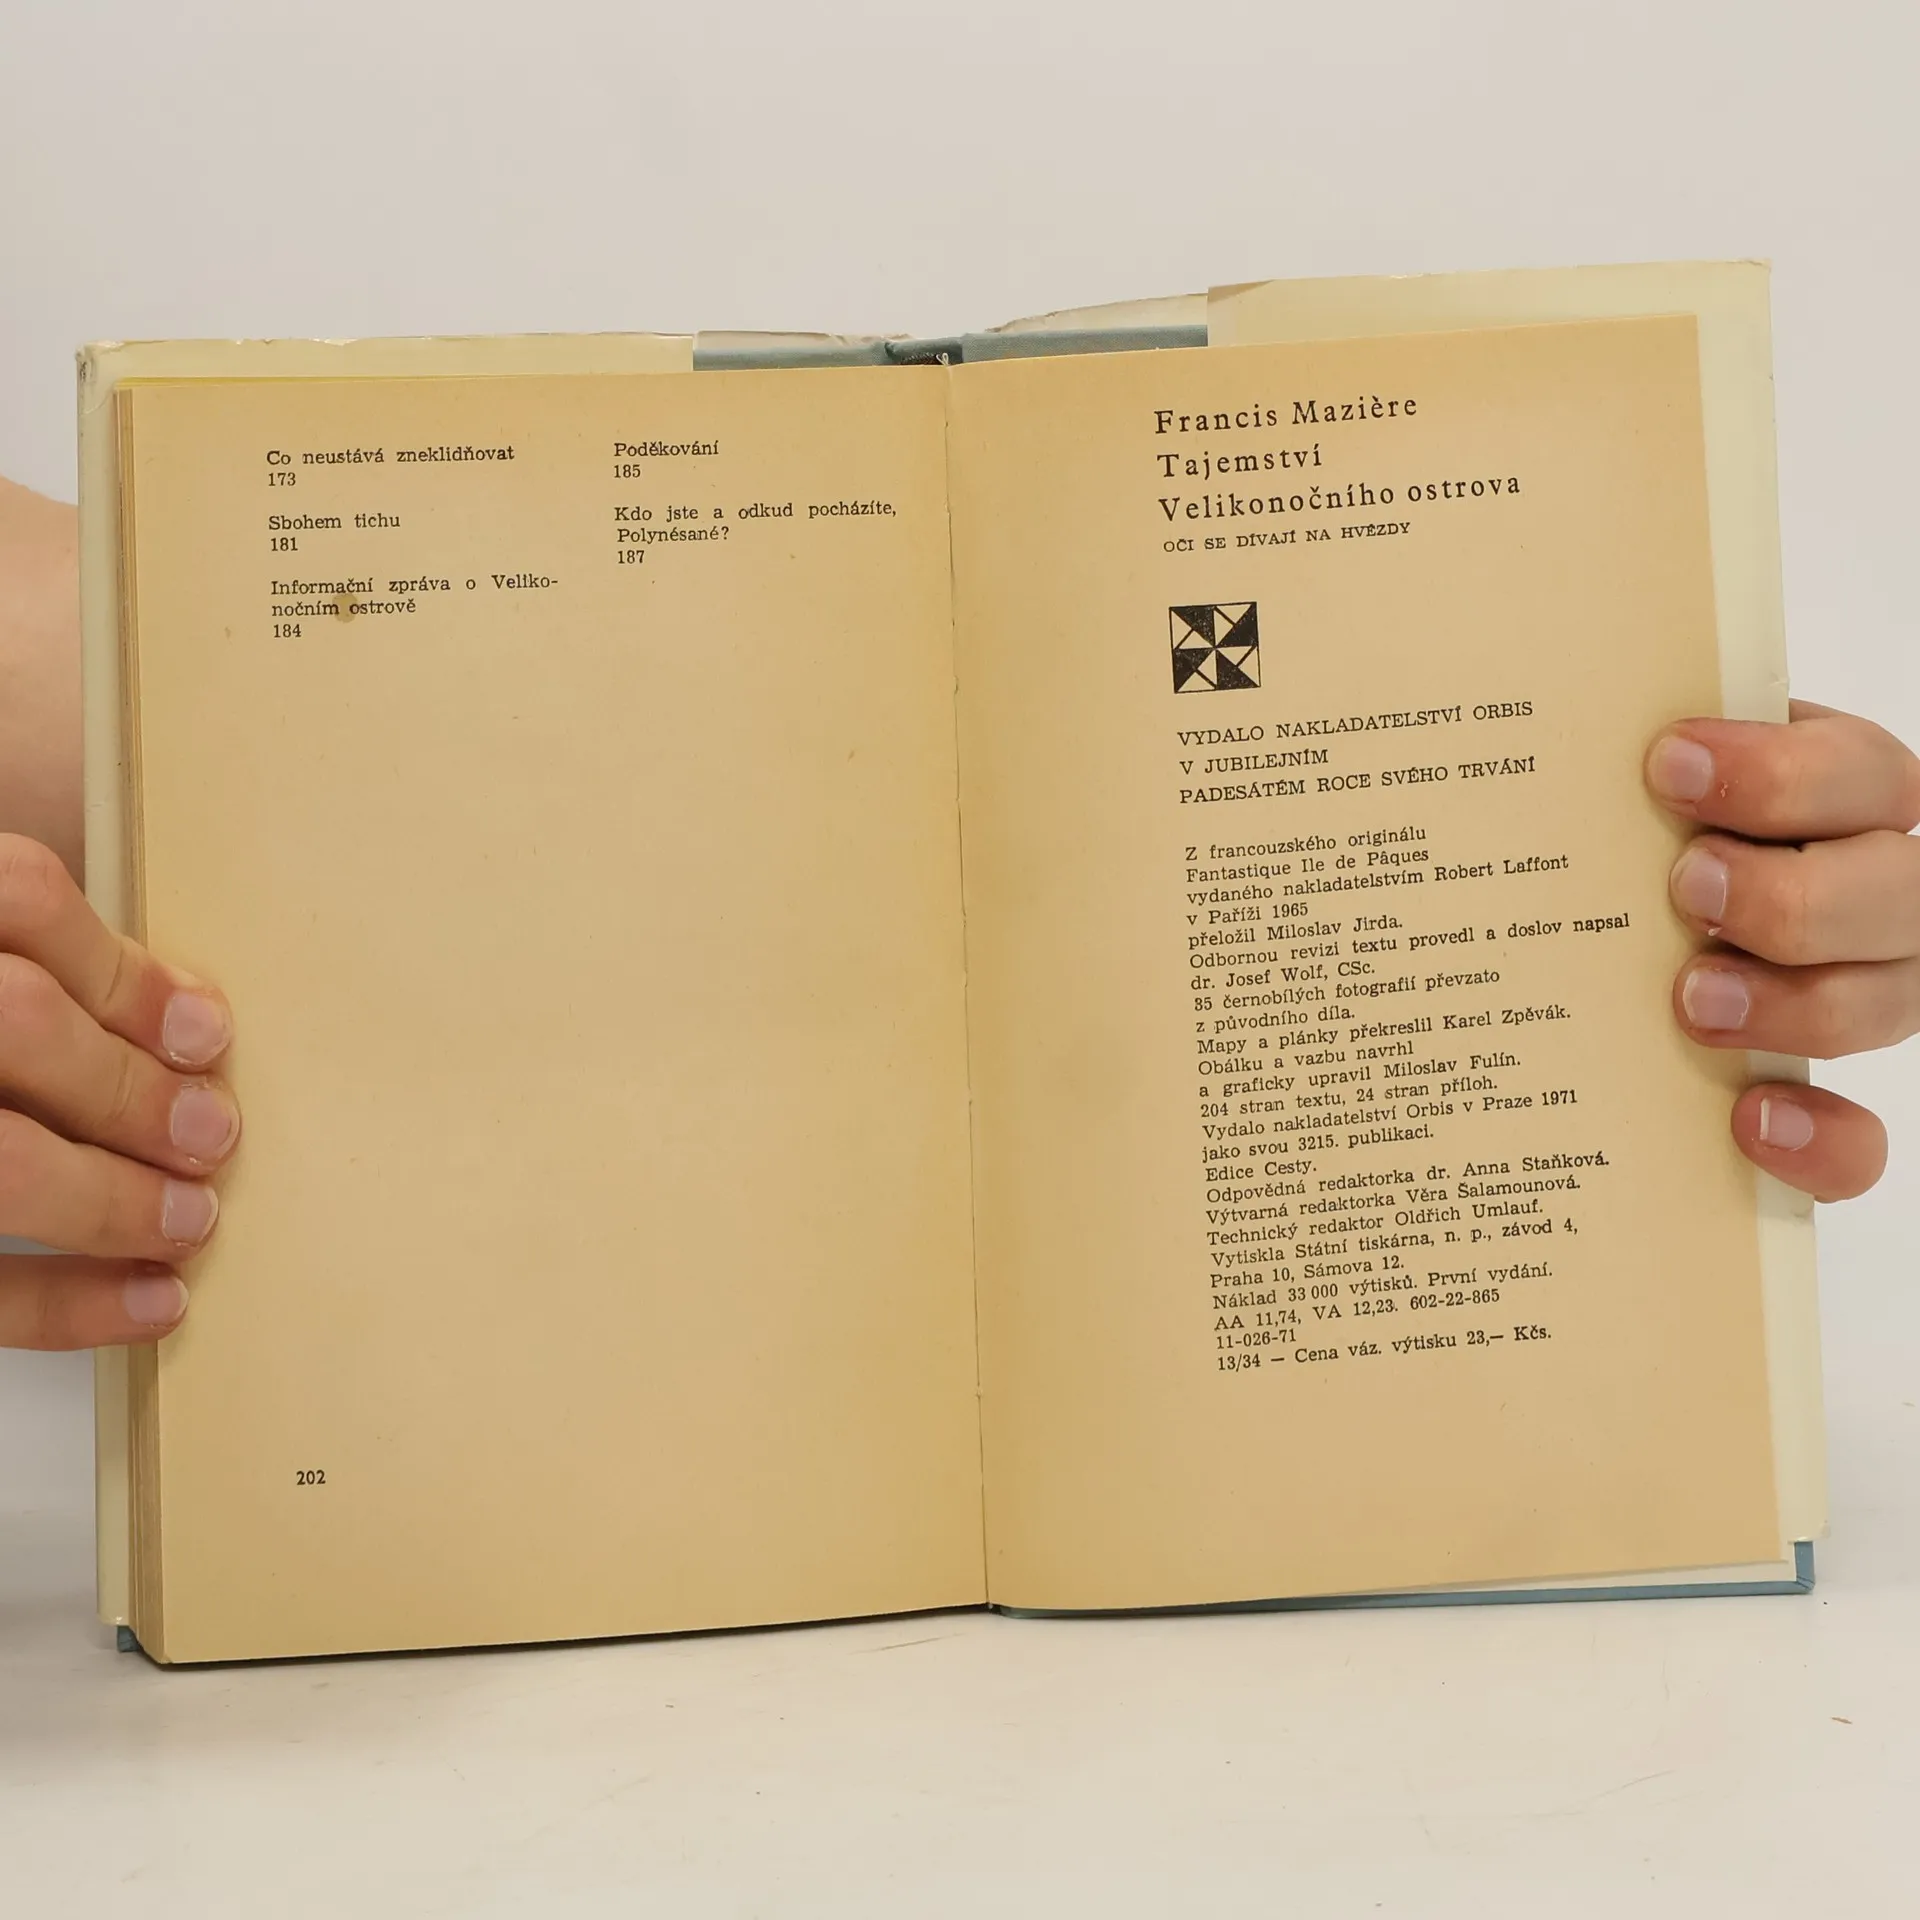 Co neustává zneklidňovat
173
Sbohem tichu
181
Informační zpráva o Veliko-
nočním ostrově
184
Poděkování
185
Kdo jste a odkud pocházíte,
Polynésané?
187
202
Francis Mazière
Tajemství
Velikonočního ostrova
OČI SE DÍVAJÍ NA HVĚZDY
VYDALO NAKLADATELSTVÍ ORBIS
V JUBILEJNÍM
PADESÁTÉM ROCE SVÉHO TRVÁNÍ
Z francouzského originálu
Fantastique Ile de Pâques
vydaného nakladatelstvím Robert Laffont
v Paříži 1965
přeložil Miloslav Jirda.
Odbornou revizi textu provedl a doslov napsal
dr. Josef Wolf, CSc.
35 černobílých fotografií převzato
z původního díla.
Mapy a plánky překreslil Karel Zpěvák.
Obálku a vazbu navrhl
a graficky upravil Miloslav Fulín.
204 stran textu, 24 stran příloh.
Vydalo nakladatelství Orbis v Praze 1971
jako svou 3215. publikaci.
Edice Cesty.
Odpovědná redaktorka dr. Anna Staňková.
Výtvarná redaktorka Věra Šalamounová.
Technický redaktor Oldřich Umlauf.
Vytiskla Státní tiskárna, n. p., závod 4,
Praha 10, Sámova 12.
Náklad 33 000 výtisků. První vydání.
AA 11,74, VA 12,23. 602-22-865
11-026-71
13/34 — Cena váz. výtisku 23,— Kčs.